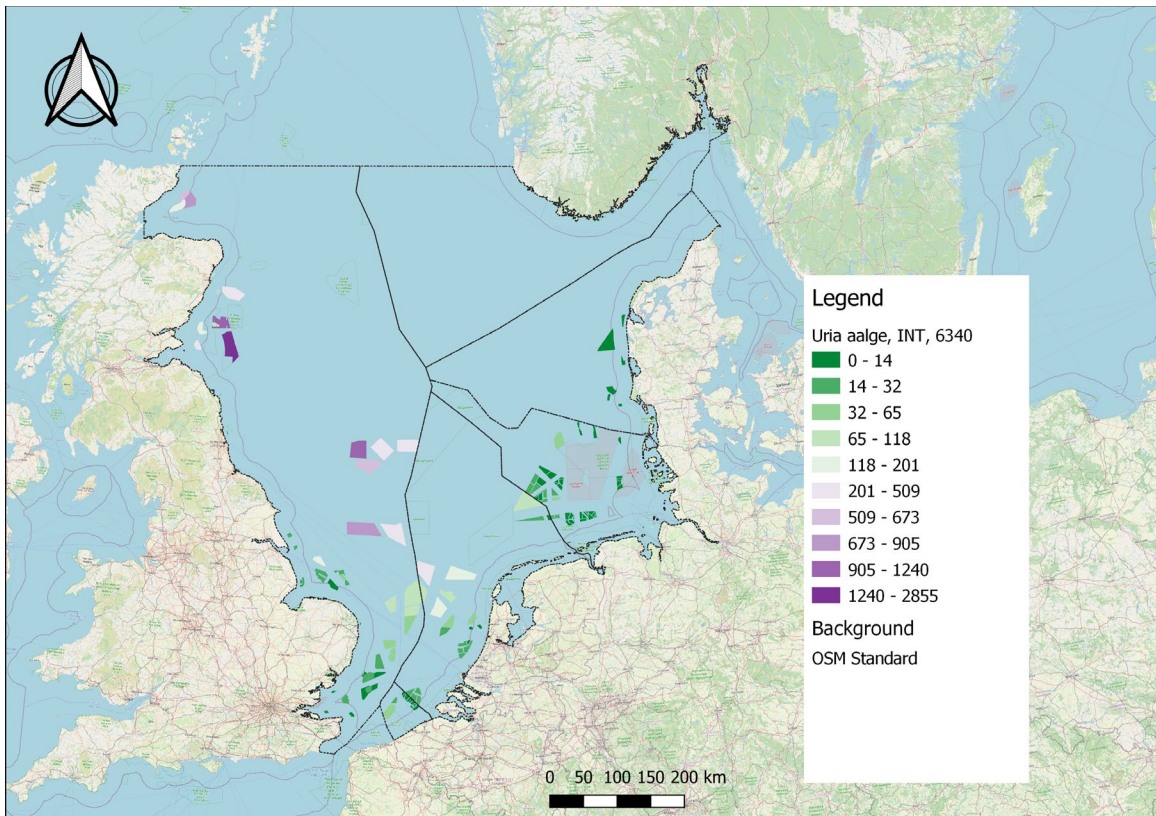 Legend
Uria aalge, INT, 6340
0 - 14
14 - 32
32 - 65
65 - 118
118 - 201
201 - 509
509 - 673
673 - 905
905 - 1240
1240 - 2855
Background
OSM Standard
0 50 100 150 200 km